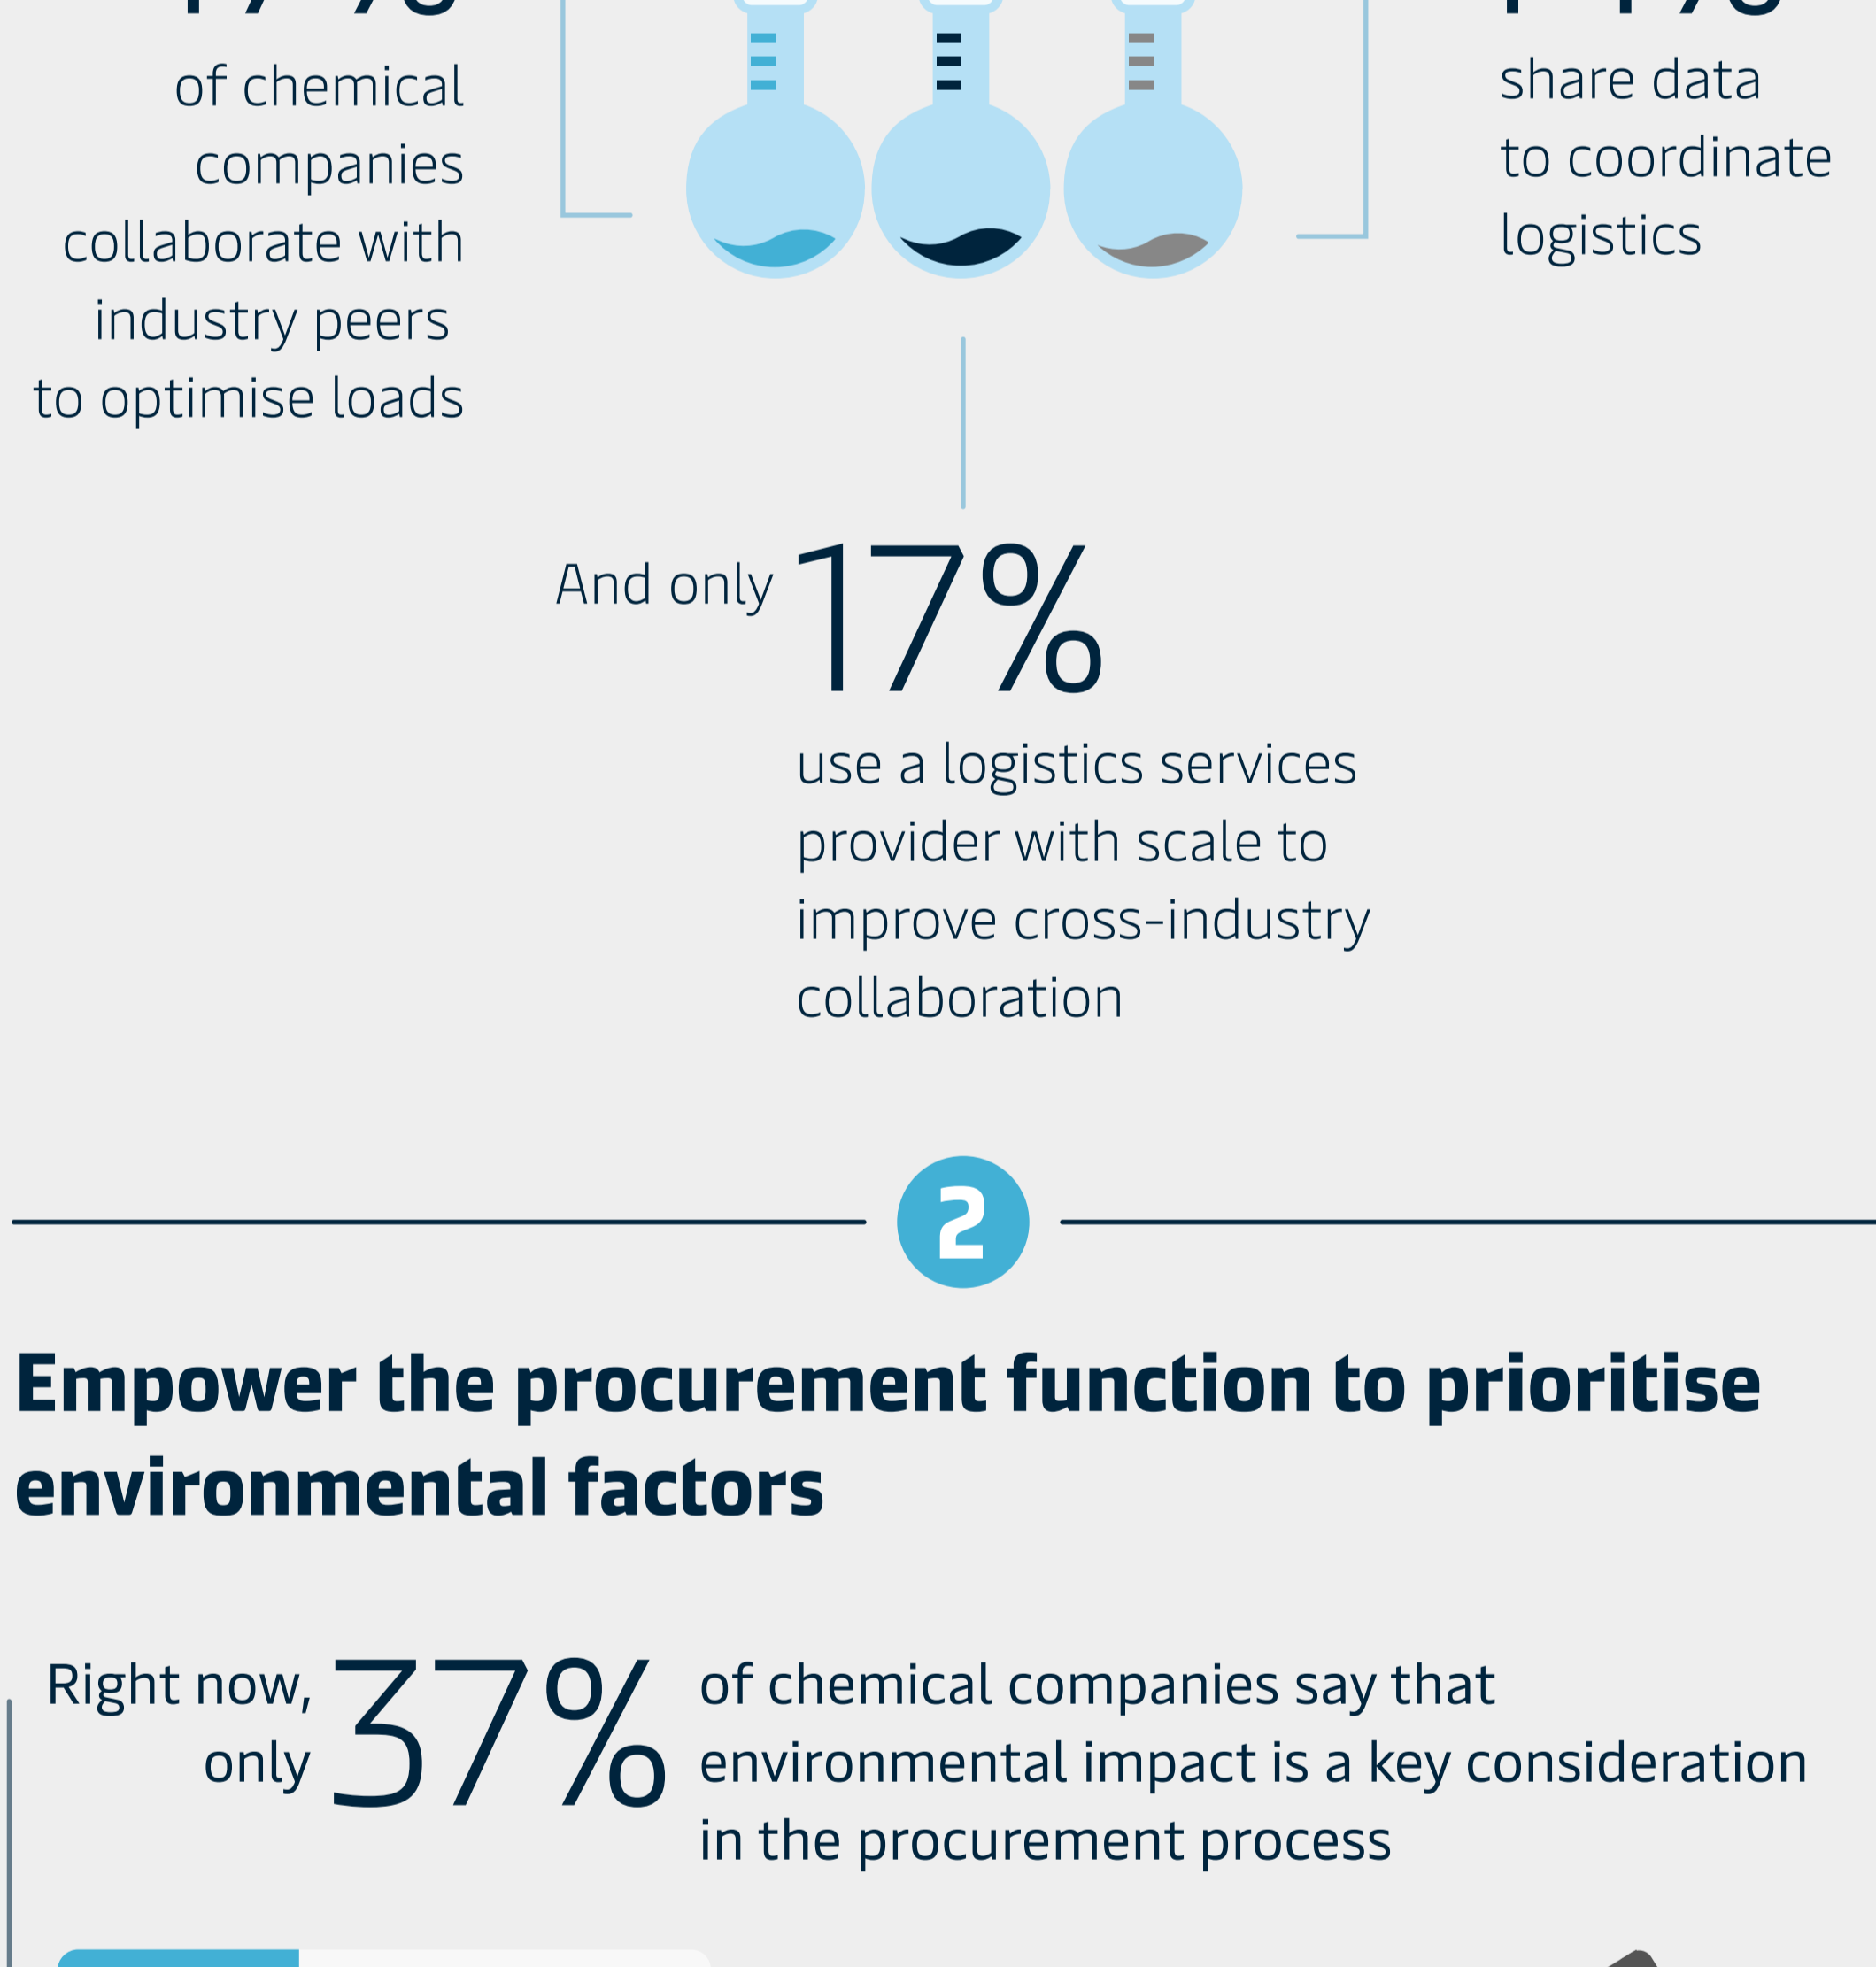 of chemical
companies
collaborate with
industry peers
to optimise loads
share data
to coordinate
logistics
And only 17%
use a logistics services
provider with scale to
improve cross-industry
collaboration
2
Empower the procurement function to prioritise
environmental factors
Right now,
only 37%
of chemical companies say that
environmental impact is a key consideration
in the procurement process